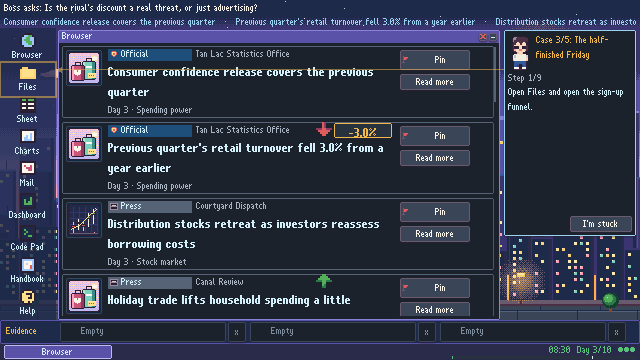 Boss asks: Is the rival's discount a real threat, or just advertising?
Consumer confidence release covers the previous quarter · Previous quarter's retail turnover fell 3.0% from a year earlier · Distribution stocks retreat as investo
Browser
Files
Sheet
Charts
Mail
Dashboard
Code Pad
Handbook
Help
Browser
Official Tan Lac Statistics Office
Consumer confidence release covers the previous
quarter
Day 3 · Spending power
Pin
Read more
Official Tan Lac Statistics Office
-3.0%
Previous quarter's retail turnover fell 3.0% from a
year earlier
Day 3 · Spending power
Pin
Read more
Press Courtyard Dispatch
Distribution stocks retreat as investors reassess
borrowing costs
Day 3 · Stock market
Pin
Read more
Press Canal Review
Holiday trade lifts household spending a little
Pin
Read more
Case 3/5: The half-
finished Friday
Step 1/9
Open Files and open the sign-up
funnel.
I'm stuck
Evidence Empty x Empty x Empty x
Browser
08:30 Day 3/10